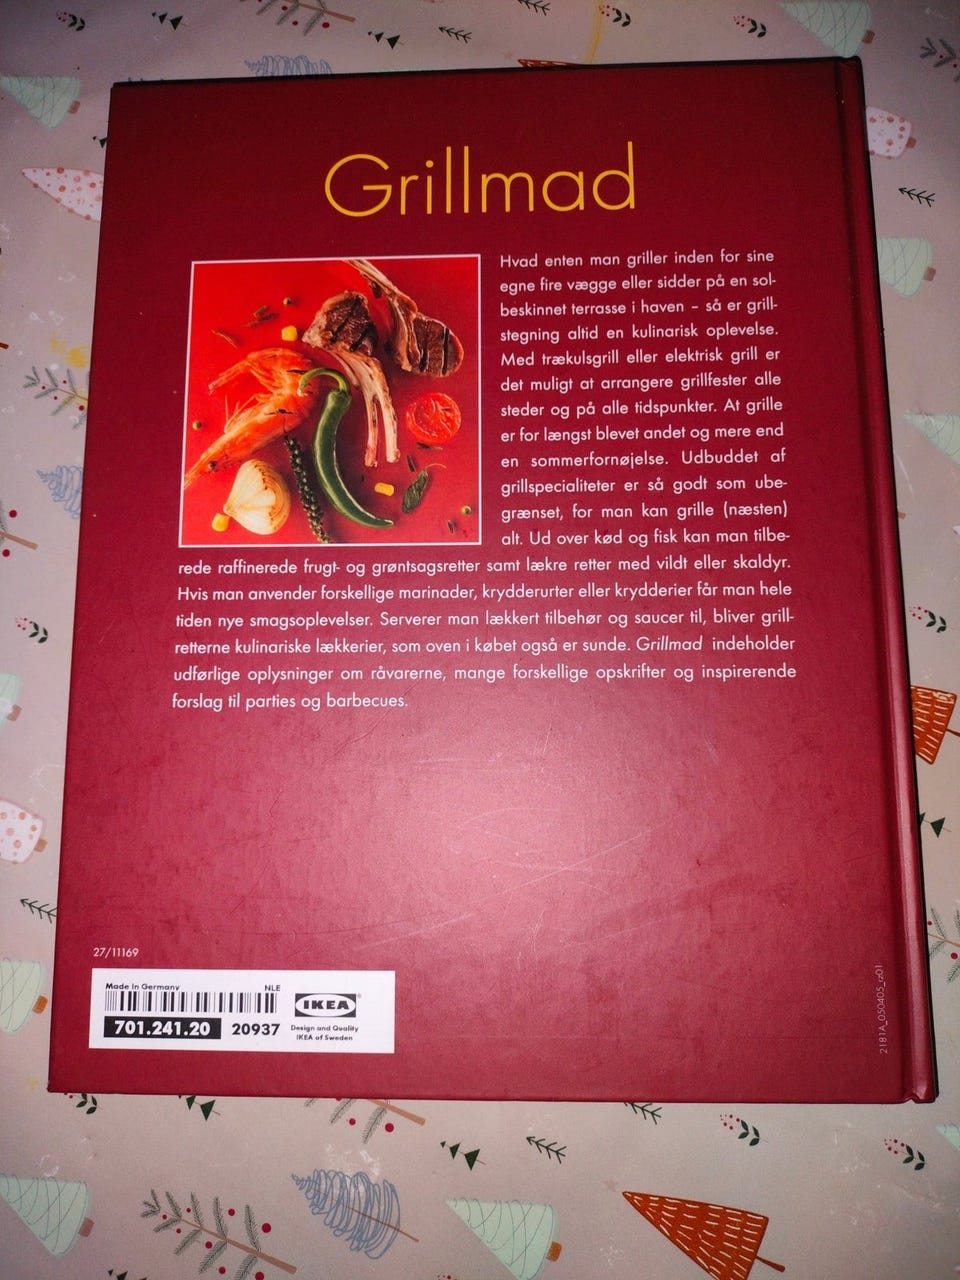 Grillmad
Hvad enten man griller inden for sine
egne fire vægge eller sidder på en sol-
beskinnet terrasse i haven – så er grill-
stegning altid en kulinarisk oplevelse.
Med trækulsgrill eller elektrisk grill er
det muligt at arrangere grillfester alle
steder og på alle tidspunkter. At grille
er for længst blevet andet og mere end
en sommerfornøjelse. Udbuddet af
grillspecialiteter er så godt som ube-
grænset, for man kan grille (næsten)
alt. Ud over kød og fisk kan man tilbe-
rede raffinerede frugt- og grøntsagsretter samt lækre retter med vildt eller skaldyr.
Hvis man anvender forskellige marinader, krydderurter eller krydderier får man hele
tiden nye smagsoplevelser. Serverer man lækkert tilbehør og saucer til, bliver grill-
retterne kulinariske lækkerier, som oven i købet også er sunde. Grillmad indeholder
udførlige oplysninger om råvarerne, mange forskellige opskrifter og inspirerende
forslag til parties og barbecues.
27/11169
Made in Germany NLE
IKEA®
701.241.20 20937
Design and Quality
IKEA of Sweden
2181A_050405_rz01